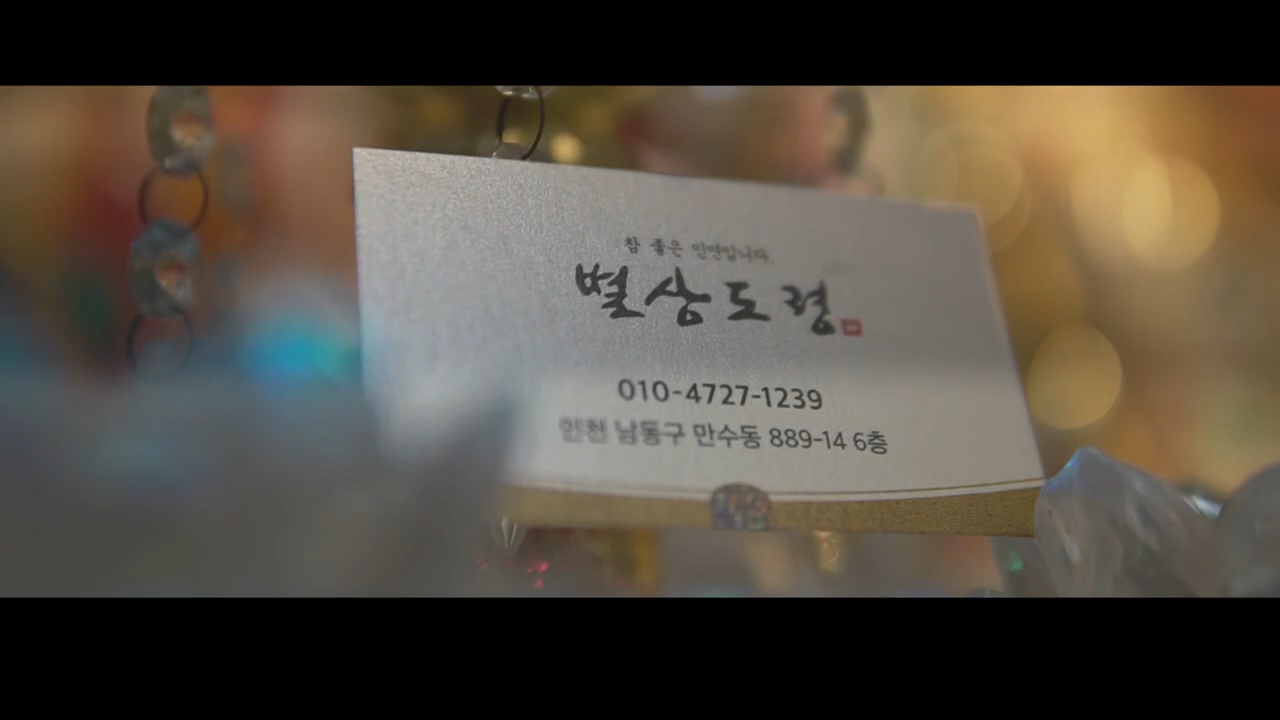 참 좋은 인연입니다.
별상도령
010-4727-1239
인천 남동구 만수동 889-14 6층